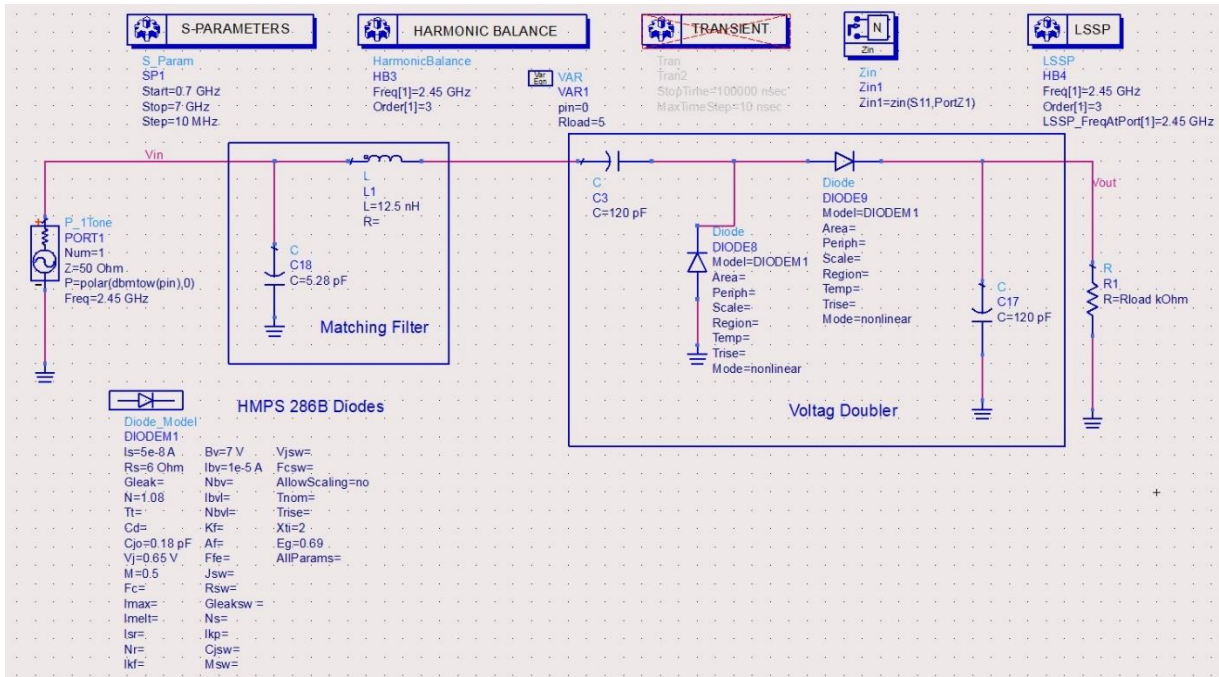 S-PARAMETERS
S_Param
SP1
Start=0.7 GHz
Stop=7 GHz
Step=10 MHz
HARMONIC BALANCE
HarmonicBalance
HB3
Freq[1]=2.45 GHz
Order[1]=3
Var
Eqn
VAR
VAR1
pin=0
Rload=5
TRANSIENT
Tran
Tran2
StopTime=100000 nsec
MaxTimeStep=10 nsec
N
Zin
Zin
Zin1
Zin1=zin(S11,PortZ1)
LSSP
LSSP
HB4
Freq[1]=2.45 GHz
Order[1]=3
LSSP_FreqAtPort[1]=2.45 GHz
Vin
P_1Tone
PORT1
Num=1
Z=50 Ohm
P=polar(dbmtow(pin),0)
Freq=2.45 GHz
L
L1
L=12.5 nH
R=
C
C18
C=5.28 pF
Matching Filter
C
C3
C=120 pF
Diode
DIODE8
Model=DIODEM1
Area=
Periph=
Scale=
Region=
Temp=
Trise=
Mode=nonlinear
Diode
DIODE9
Model=DIODEM1
Area=
Periph=
Scale=
Region=
Temp=
Trise=
Mode=nonlinear
C
C17
C=120 pF
Vout
R
R1
R=Rload kOhm
Voltag Doubler
HMPS 286B Diodes
Diode_Model
DIODEM1
Is=5e-8 A
Rs=6 Ohm
Gleak=
N=1.08
Tt=
Cd=
Cjo=0.18 pF
Vj=0.65 V
M=0.5
Fc=
Imax=
Imelt=
Isr=
Nr=
Ikf=
Bv=7 V
Ibv=1e-5 A
Nbv=
Ibvl=
Nbvl=
Kf=
Af=
Ffe=
Jsw=
Rsw=
Gleaksw=
Ns=
Ikp=
Cjsw=
Msw=
Vjsw=
Fcsw=
AllowScaling=no
Tnom=
Trise=
Xti=2
Eg=0.69
AllParams=